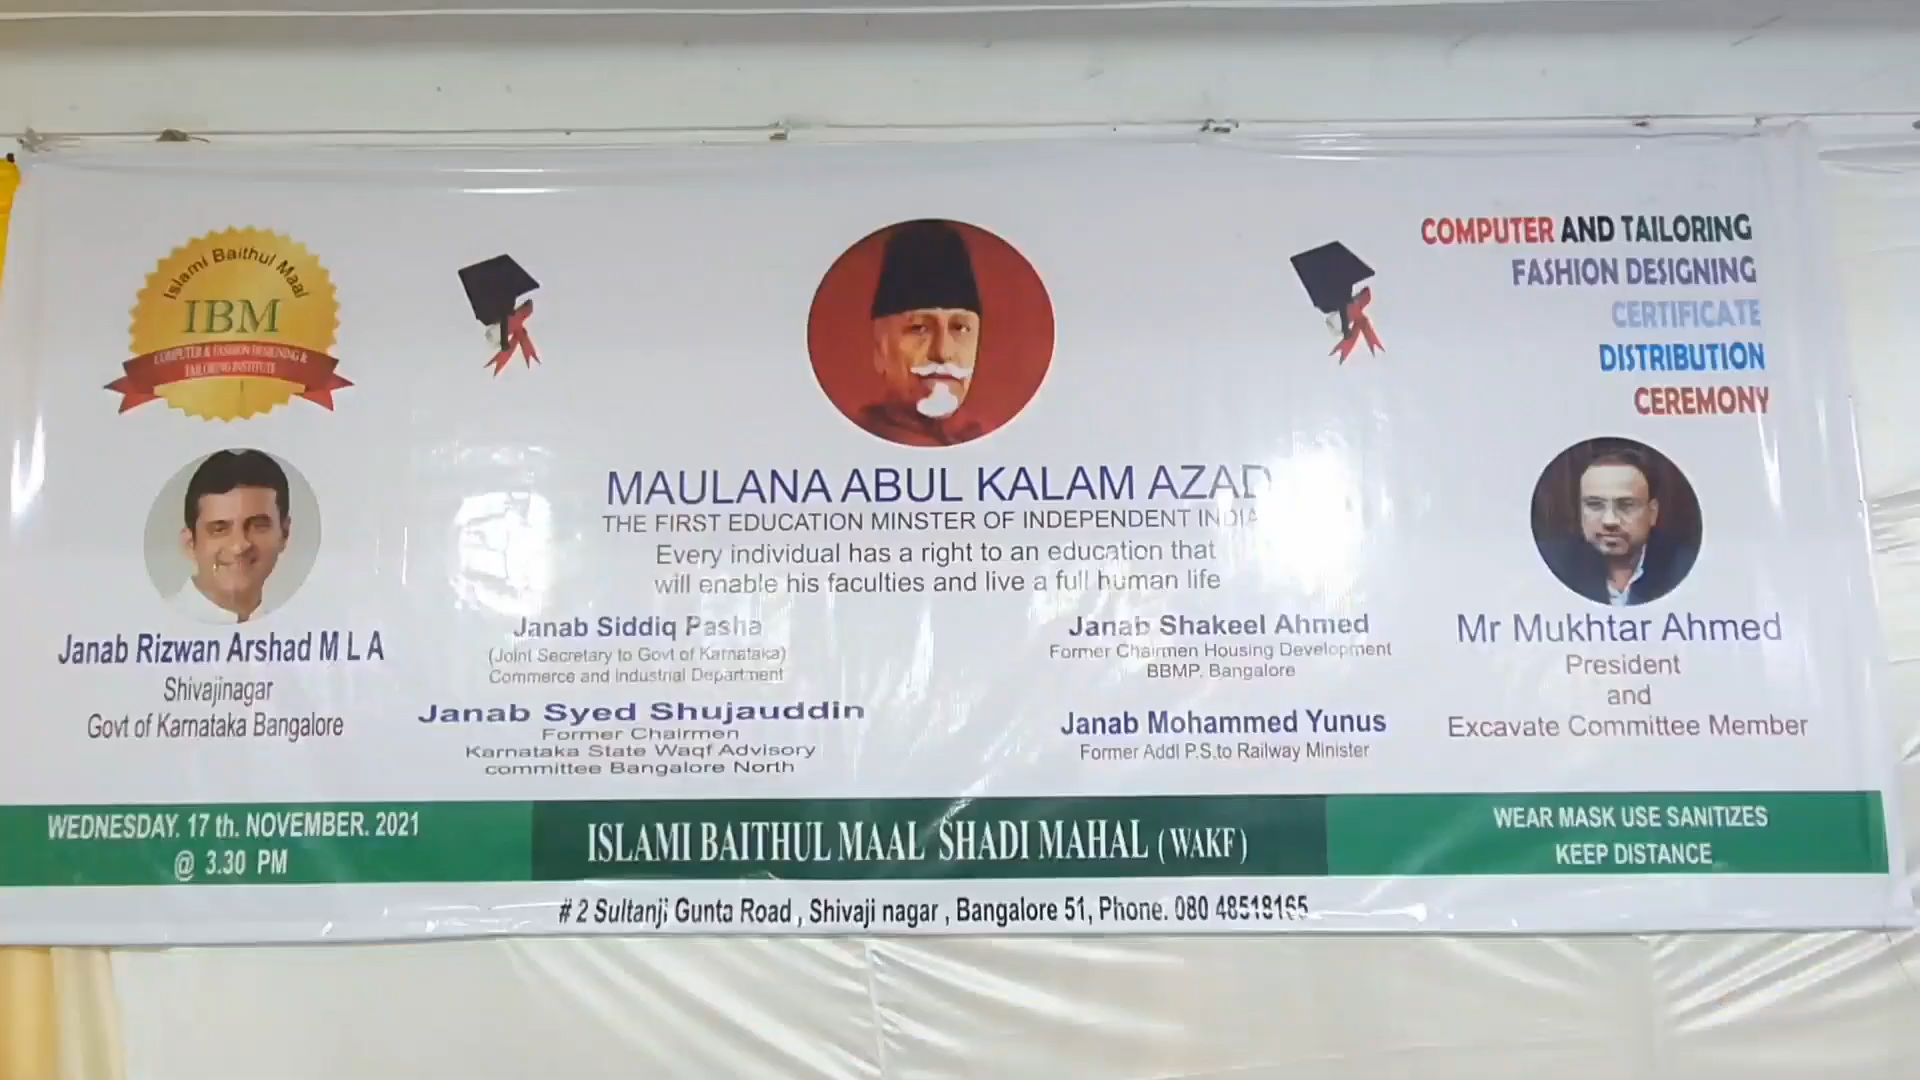 Islami Baithul Maal
IBM
COMPUTER & FASHION DESIGNING &
TAILORING INSTITUTE
COMPUTER AND TAILORING
FASHION DESIGNING
CERTIFICATE
DISTRIBUTION
CEREMONY
MAULANA ABUL KALAM AZAD
THE FIRST EDUCATION MINSTER OF INDEPENDENT INDIA
Every individual has a right to an education that
will enable his faculties and live a full human life
Janab Rizwan Arshad M L A
Shivajinagar
Govt of Karnataka Bangalore
Janab Siddiq Pasha
(Joint Secretary to Govt of Karnataka)
Commerce and Industrial Department
Janab Syed Shujauddin
Former Chairmen
Karnataka State Waqf Advisory
committee Bangalore North
Janab Shakeel Ahmed
Former Chairmen Housing Development
BBMP. Bangalore
Janab Mohammed Yunus
Former Addl P.S.to Railway Minister
Mr Mukhtar Ahmed
President
and
Excavate Committee Member
WEDNESDAY. 17 th. NOVEMBER. 2021
@ 3.30 PM
ISLAMI BAITHUL MAAL SHADI MAHAL (WAKF)
WEAR MASK USE SANITIZES
KEEP DISTANCE
# 2 Sultanji Gunta Road , Shivaji nagar , Bangalore 51, Phone. 080 48518165